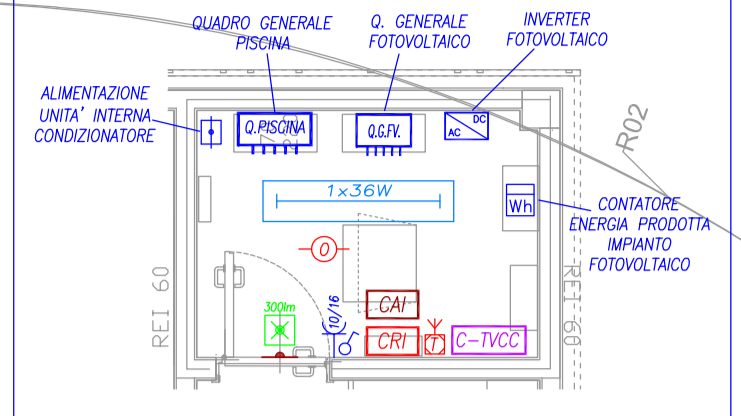 QUADRO GENERALE
PISCINA
Q. GENERALE
FOTOVOLTAICO
INVERTER
FOTOVOLTAICO
ALIMENTAZIONE
UNITA' INTERNA
CONDIZIONATORE
Q.PISCINA
Q.G.FV.
DC
AC
R02
1x36W
Wh
CONTATORE
ENERGIA PRODOTTA
IMPIANTO
FOTOVOLTAICO
O
REI 60
REI 60
300lm
10/16
CAI
CRI
T
C-TVCC